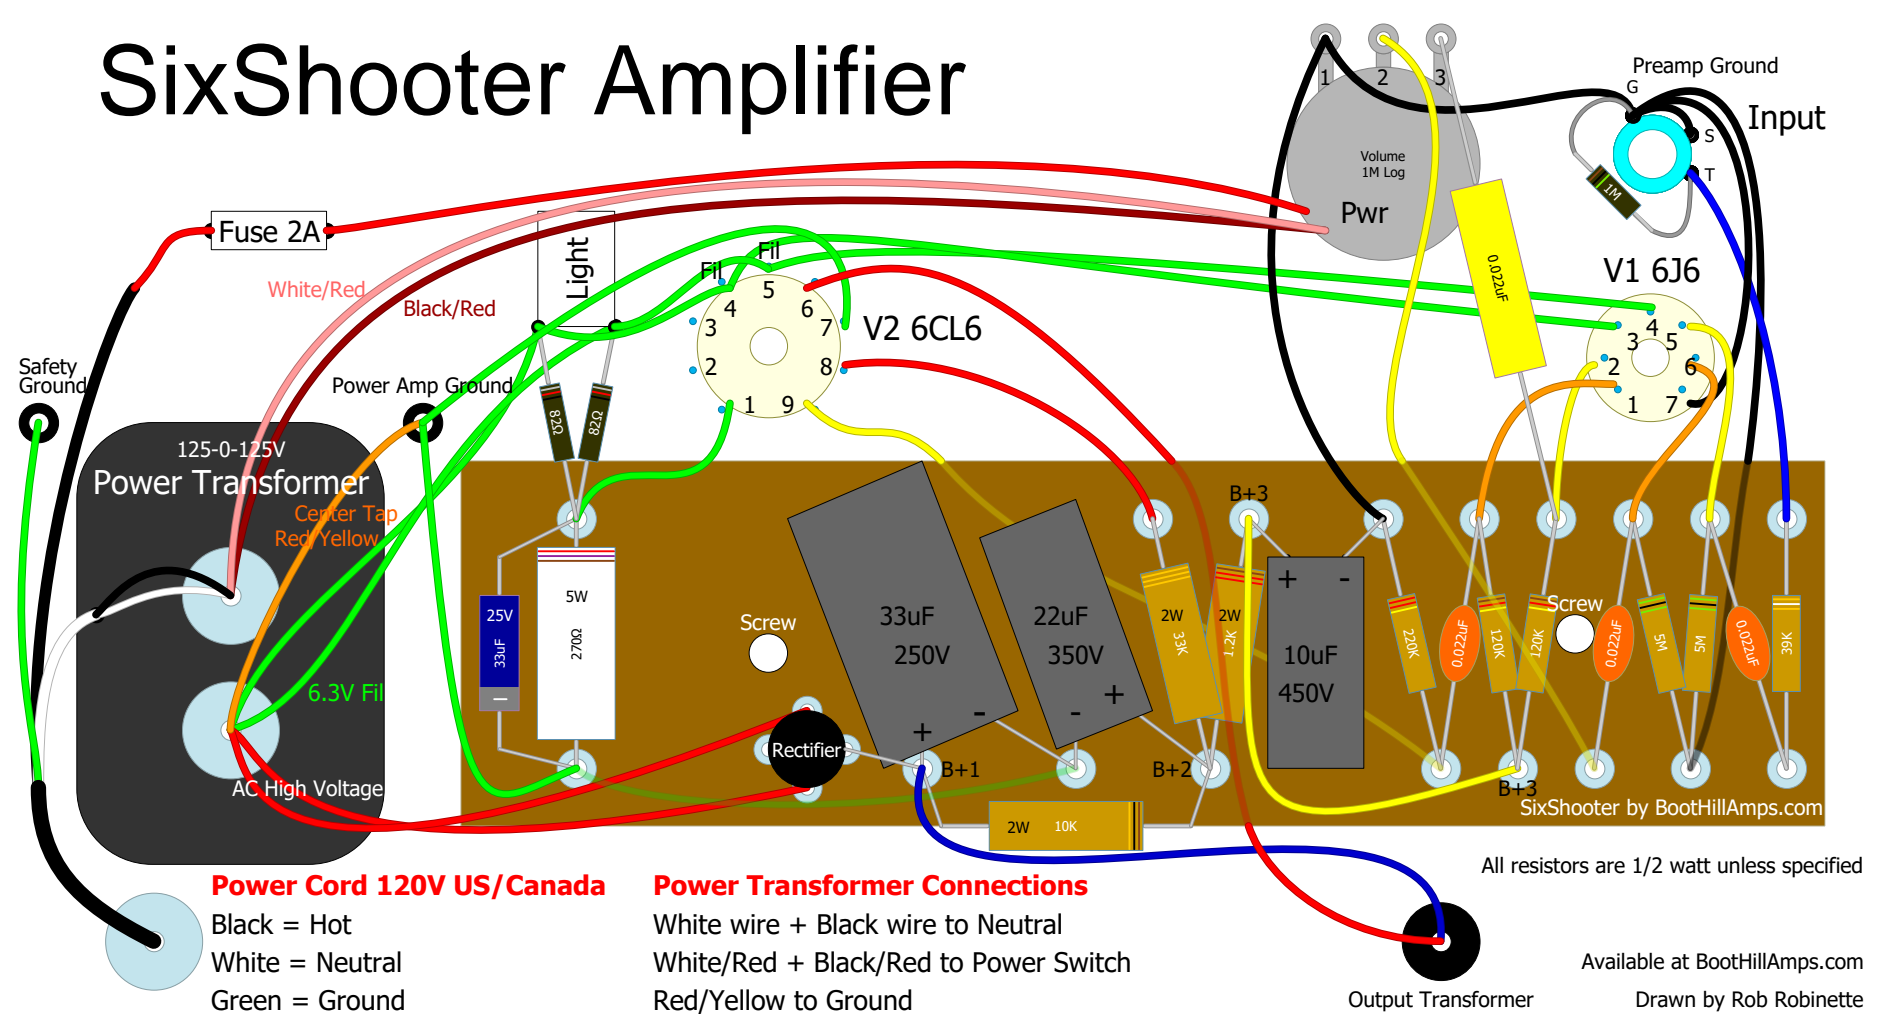 SixShooter Amplifier
1
2
3
Volume
1M Log
Pwr
Preamp Ground
G
Input
S
T
1M
Fuse 2A
Light
White/Red
Black/Red
Fil
Fil
1
2
3
4
5
6
7
8
9
V2 6CL6
0.022uF
V1 6J6
1
2
3
4
5
6
7
Safety
Ground
Power Amp Ground
125-0-125V
Power Transformer
Center Tap
Red/Yellow
6.3V Fil
AC High Voltage
82Ω
82Ω
25V
33uF
–
5W
270Ω
Screw
Rectifier
33uF
250V
+
-
B+1
22uF
350V
-
+
B+2
2W
33K
2W
1.2K
B+3
+
-
10uF
450V
220K
0.022uF
120K
120K
Screw
0.022uF
5M
5M
0.022uF
39K
B+3
2W
10K
SixShooter by BootHillAmps.com
All resistors are 1/2 watt unless specified
Power Cord 120V US/Canada
Black = Hot
White = Neutral
Green = Ground
Power Transformer Connections
White wire + Black wire to Neutral
White/Red + Black/Red to Power Switch
Red/Yellow to Ground
Output Transformer
Available at BootHillAmps.com
Drawn by Rob Robinette